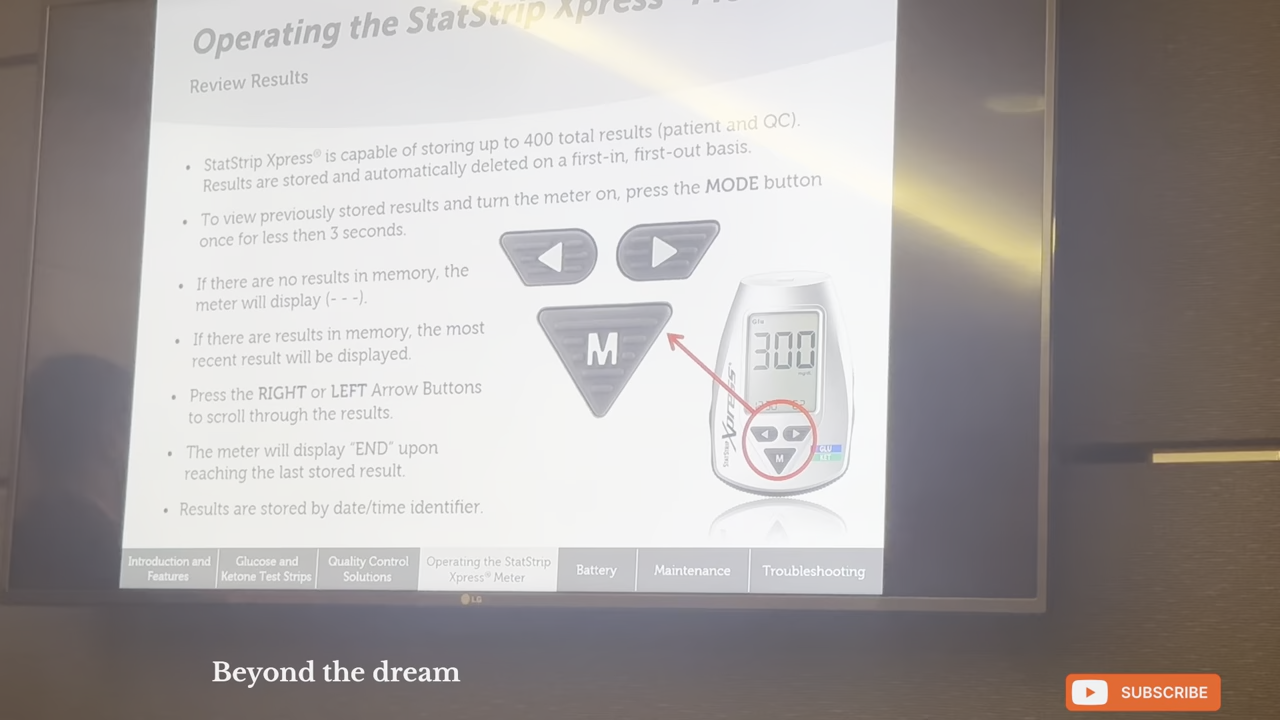 Operating the StatStrip Xpress®
Review Results
• StatStrip Xpress® is capable of storing up to 400 total results (patient and QC).
Results are stored and automatically deleted on a first-in, first-out basis.
• To view previously stored results and turn the meter on, press the MODE button
once for less then 3 seconds.
• If there are no results in memory, the
meter will display (- - -).
• If there are results in memory, the most
recent result will be displayed.
• Press the RIGHT or LEFT Arrow Buttons
to scroll through the results.
• The meter will display "END" upon
reaching the last stored result.
• Results are stored by date/time identifier.
M
Glu
300
mg/dL
StatStrip Xpress
M
GLU
KET
Introduction and
Features
Glucose and
Ketone Test Strips
Quality Control
Solutions
Operating the StatStrip
Xpress® Meter
Battery
Maintenance
Troubleshooting
LG
Beyond the dream
SUBSCRIBE